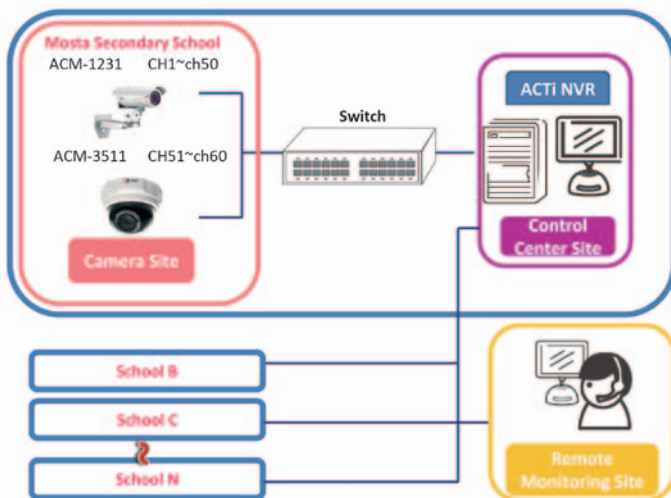 Mosta Secondary School
ACM-1231 CH1~ch50
ACM-3511 CH51~ch60
Camera Site
Switch
ACTi NVR
Control
Center Site
School B
School C
School N
Remote
Monitoring Site